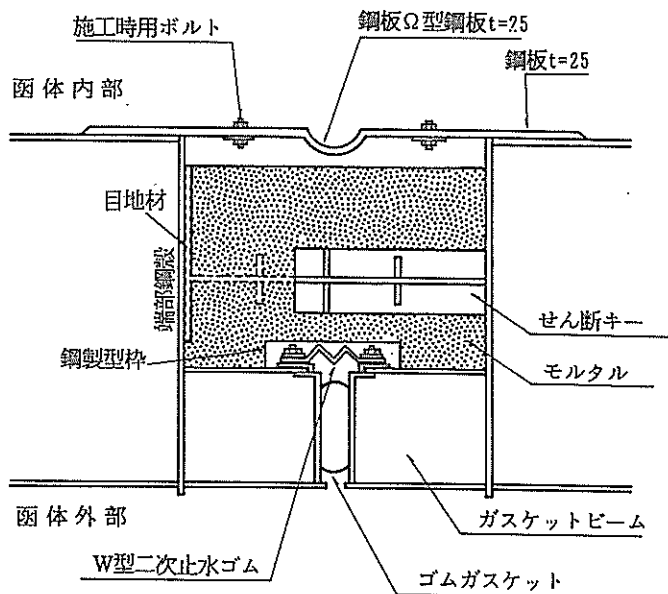 施工時用ボルト
鋼板Ω型鋼板t=25
鋼板t=25
函体内部
目地材
端部鋼殻
せん断キー
鋼製型枠
モルタル
函体外部
ガスケットビーム
W型二次止水ゴム
ゴムガスケット